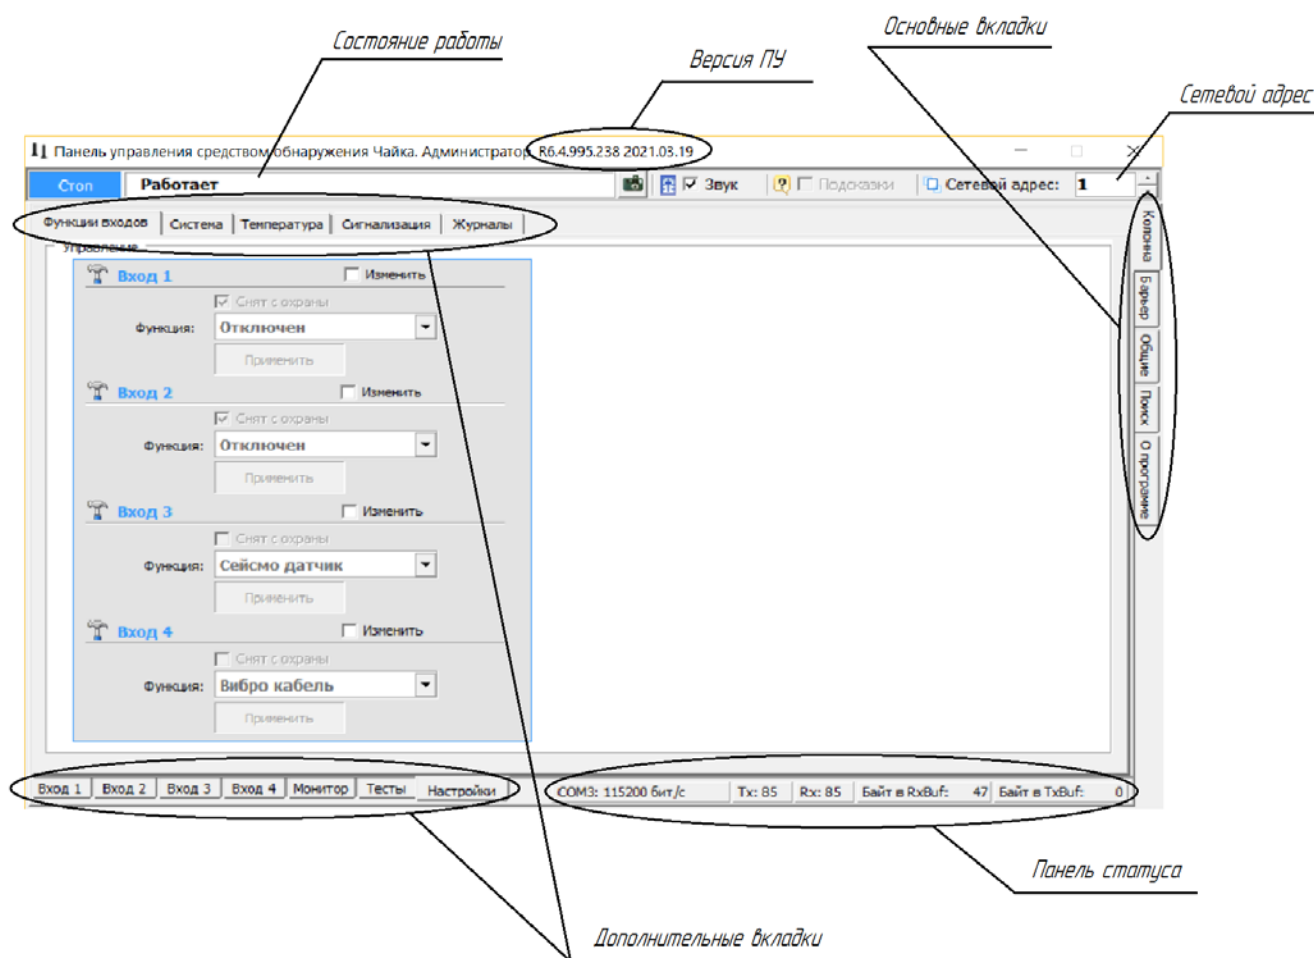 Состояние работы
Основные вкладки
Версия ПУ
Сетевой адрес
Панель управления средством обнаружения Чайка. Администратор. R6.4.995.238 2021.03.19
Стоп Работает Звук Подсказки Сетевой адрес: 1
Функции входов Система Температура Сигнализация Журналы
Управление
Вход 1 Изменить
Снят с охраны
Функция: Отключен
Применить
Вход 2 Изменить
Снят с охраны
Функция: Отключен
Применить
Вход 3 Изменить
Снят с охраны
Функция: Сейсмо датчик
Применить
Вход 4 Изменить
Снят с охраны
Функция: Вибро кабель
Применить
Колонна
Барьер
Общие
Поиск
О программе
Вход 1 Вход 2 Вход 3 Вход 4 Монитор Тесты Настройки COM3: 115200 бит/с Tx: 85 Rx: 85 Байт в RxBuf: 47 Байт в TxBuf: 0
Панель статуса
Дополнительные вкладки